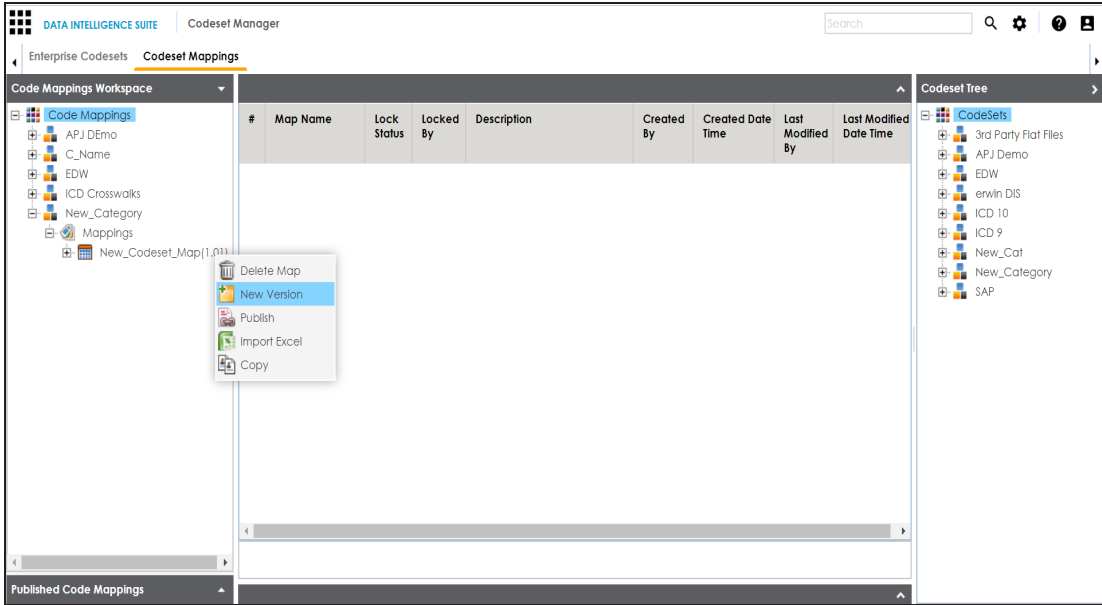 DATA INTELLIGENCE SUITE Codeset Manager Search
Enterprise Codesets Codeset Mappings
Code Mappings Workspace
Code Mappings
APJ DEmo
C_Name
EDW
ICD Crosswalks
New_Category
Mappings
New_Codeset_Map(1.01)
Delete Map
New Version
Publish
Import Excel
Copy
Published Code Mappings
# Map Name Lock Status Locked By Description Created By Created Date Time Last Modified By Last Modified Date Time
Codeset Tree
CodeSets
3rd Party Flat Files
APJ Demo
EDW
erwin DIS
ICD 10
ICD 9
New_Cat
New_Category
SAP